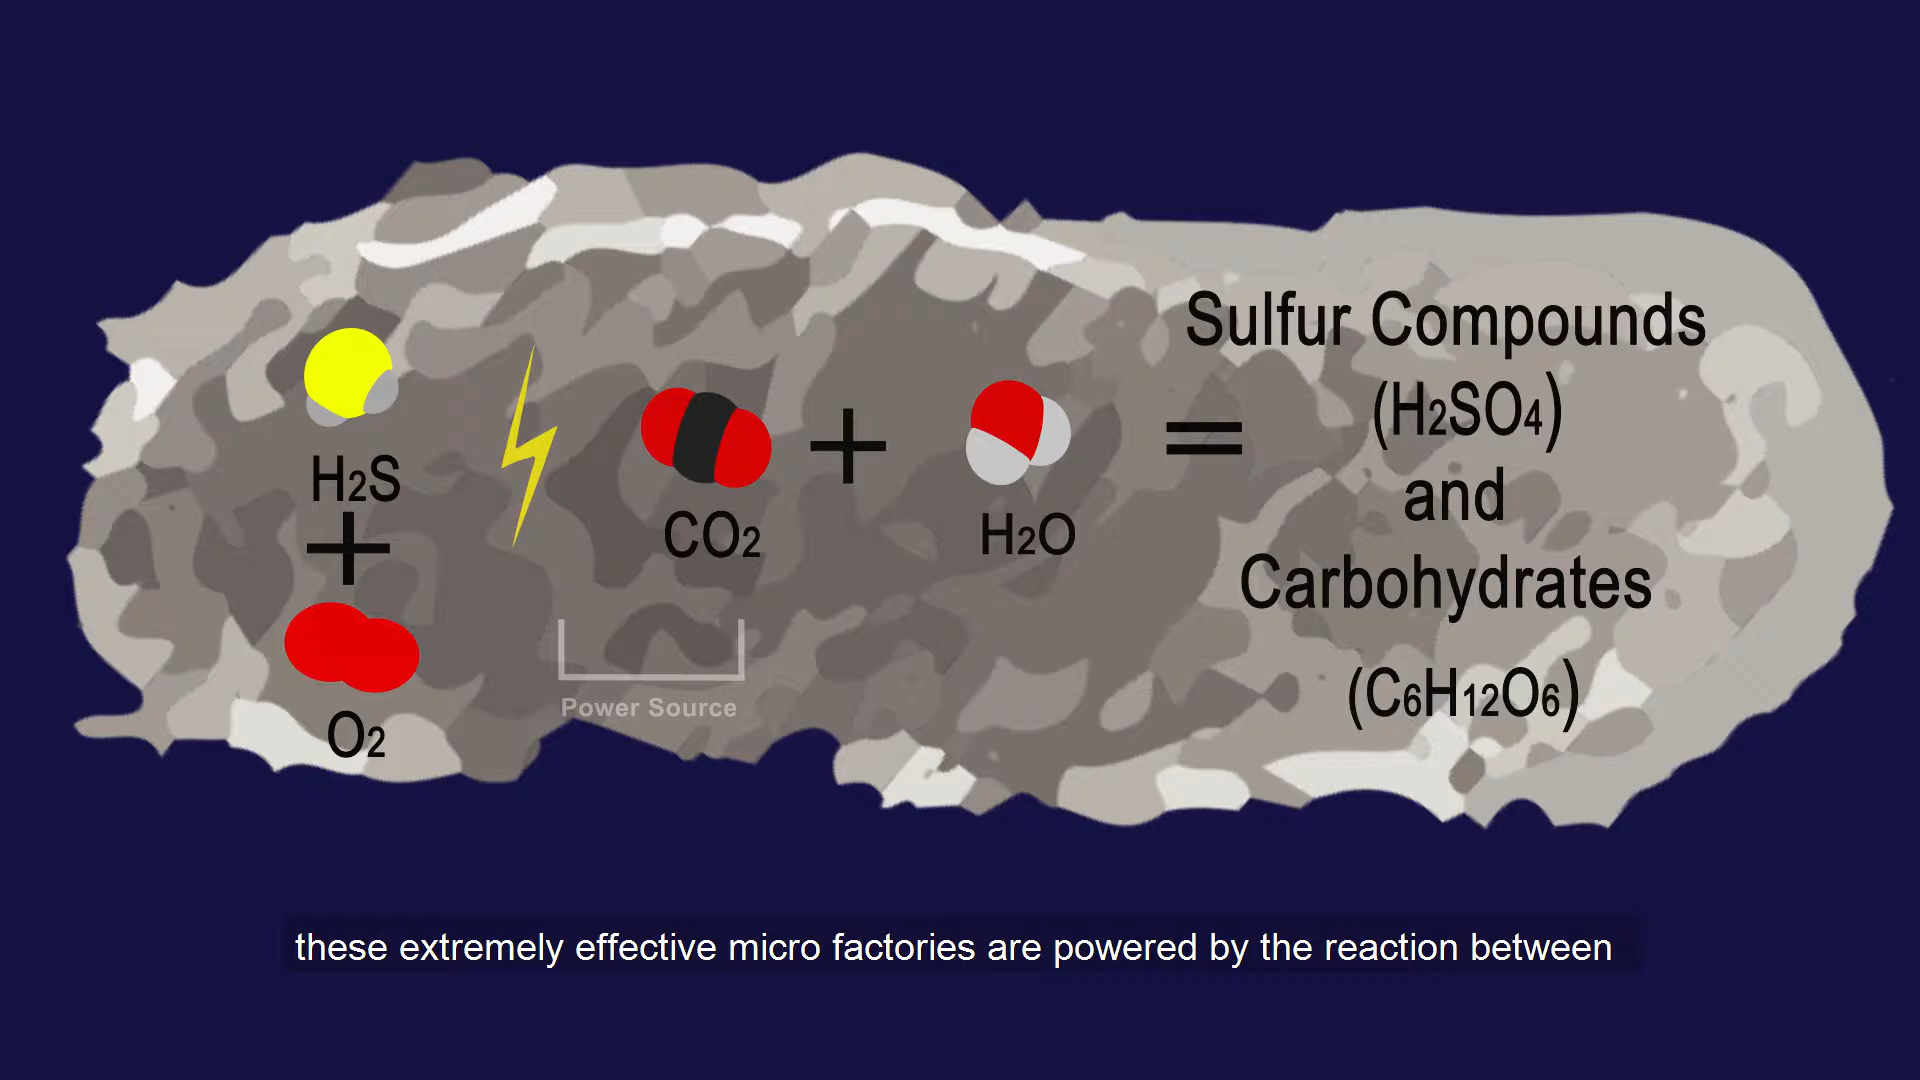 H2S
+
O2
CO2
+
H2O
=
Sulfur Compounds
(H2SO4)
and
Carbohydrates
(C6H12O6)
Power Source
these extremely effective micro factories are powered by the reaction between